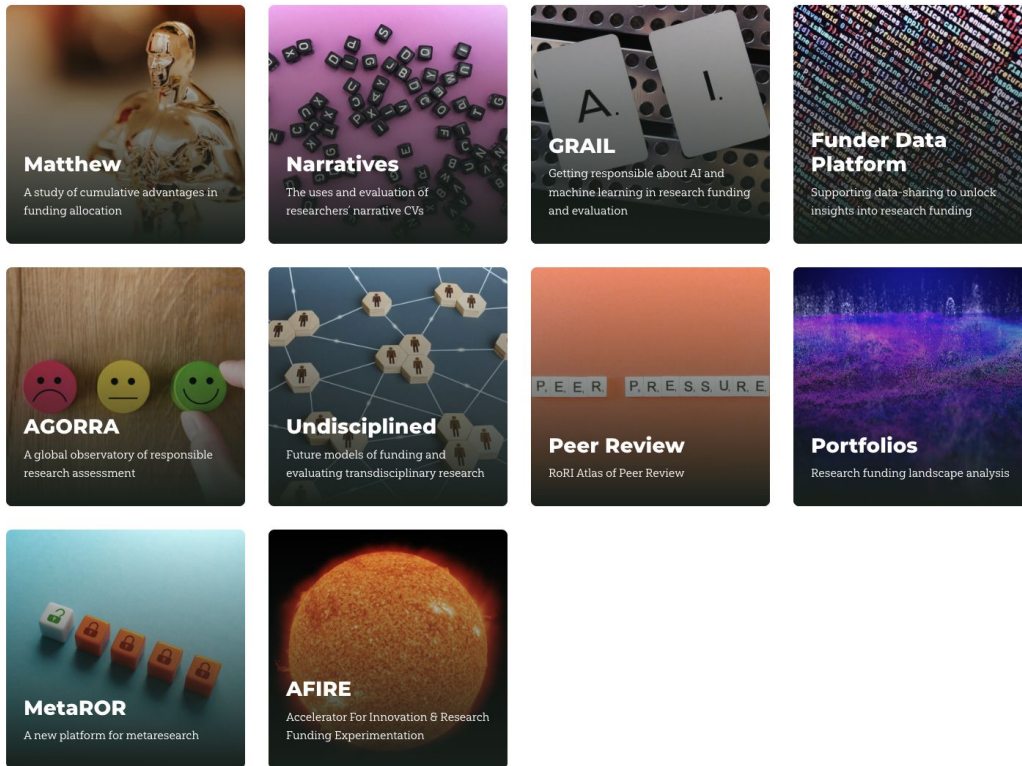 Matthew
A study of cumulative advantages in
funding allocation
Narratives
The uses and evaluation of
researchers' narrative CVs
A.
I.
GRAIL
Getting responsible about AI and
machine learning in research funding
and evaluation
Funder Data
Platform
Supporting data-sharing to unlock
insights into research funding
AGORRA
A global observatory of responsible
research assessment
Undisciplined
Future models of funding and
evaluating transdisciplinary research
PEER PRESSURE
Peer Review
RoRI Atlas of Peer Review
Portfolios
Research funding landscape analysis
MetaROR
A new platform for metaresearch
AFIRE
Accelerator For Innovation & Research
Funding Experimentation